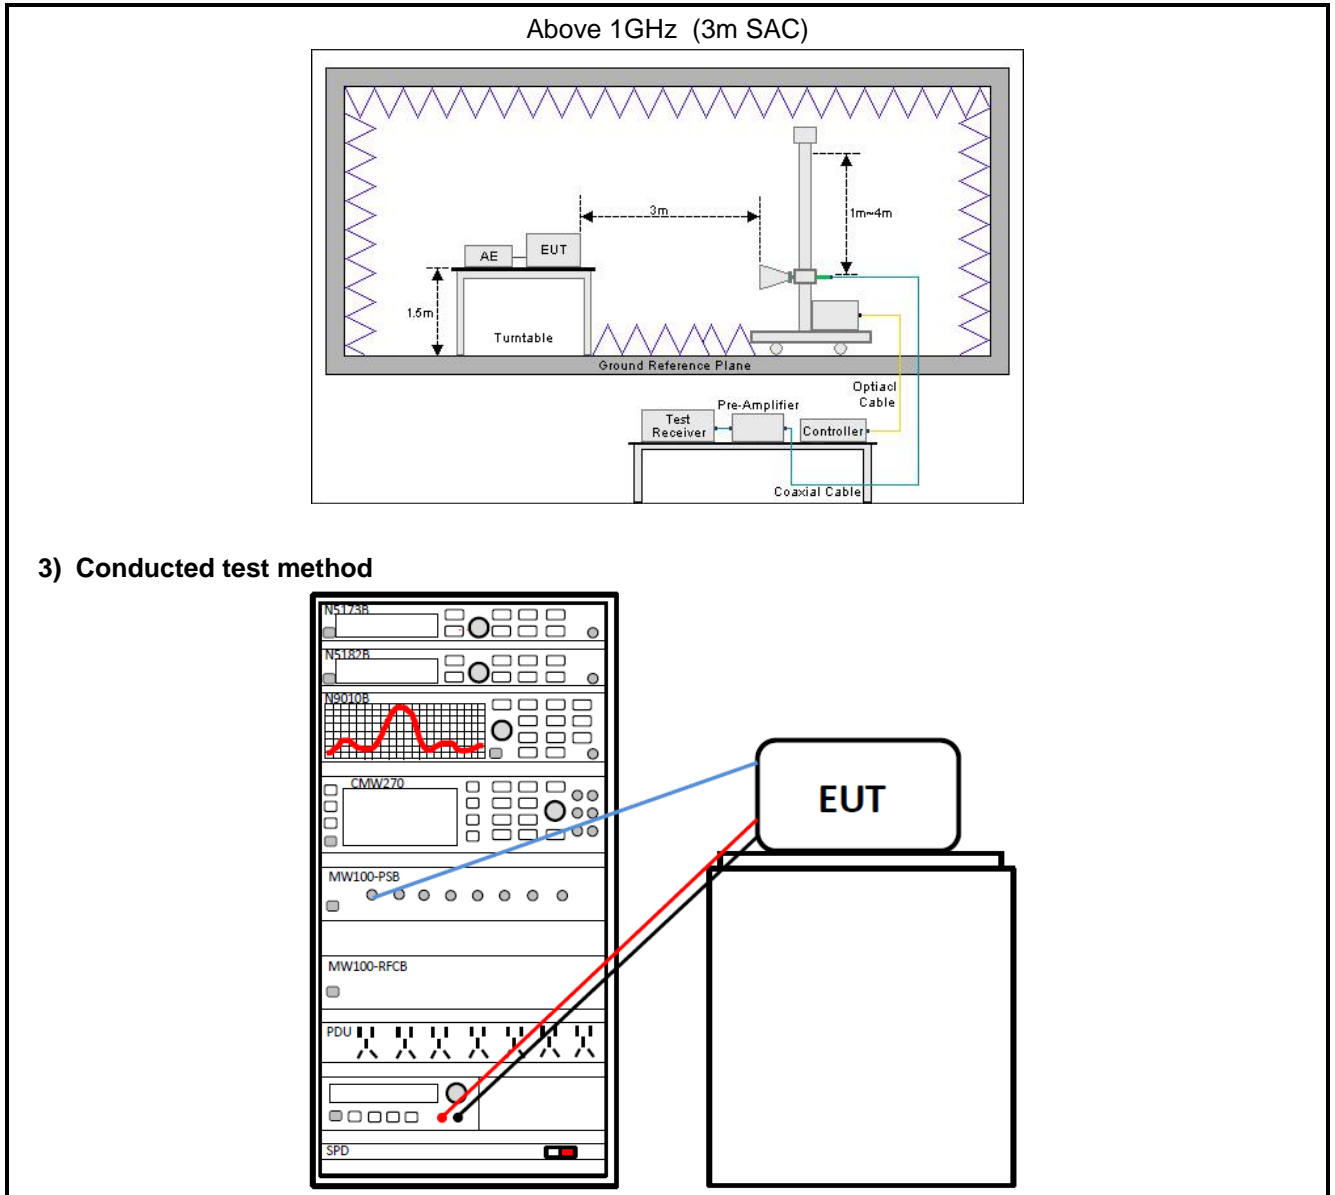 Above 1GHz (3m SAC)
3m
1m~4m
AE
EUT
1.5m
Turntable
Ground Reference Plane
Optiacl
Cable
Pre-Amplifier
Test
Receiver
Controller
Coaxial Cable
3) Conducted test method
N5173B
N5182B
N9010B
CMW270
EUT
MW100-PSB
MW100-RFCB
PDU
SPD